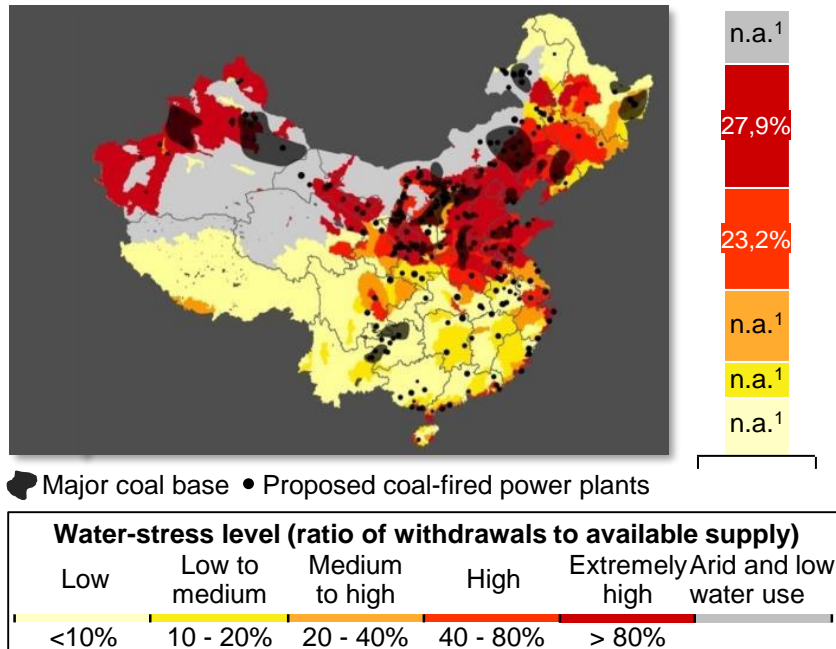 n.a.1
27,9%
23,2%
n.a.1
n.a.1
n.a.1
Major coal base • Proposed coal-fired power plants
Water-stress level (ratio of withdrawals to available supply)
Low
Low to
medium
Medium
to high
High
Extremely
high
Arid and low
water use
<10%
10 - 20%
20 - 40%
40 - 80%
> 80%